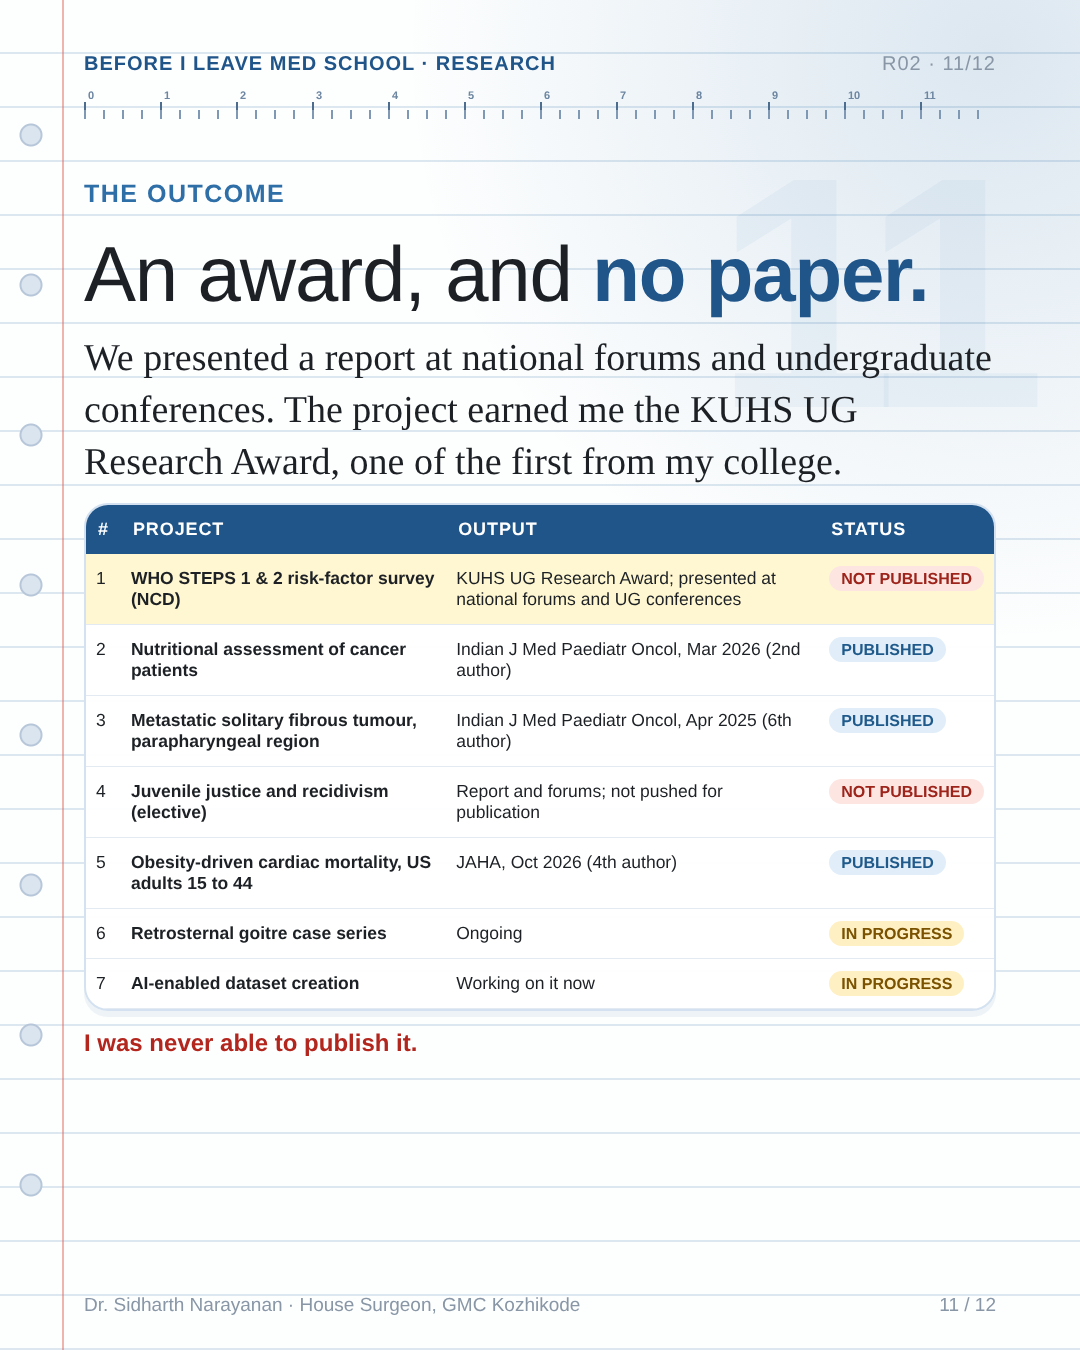 BEFORE I LEAVE MED SCHOOL · RESEARCH
R02 · 11/12
0 1 2 3 4 5 6 7 8 9 10 11
11
THE OUTCOME
An award, and no paper.
We presented a report at national forums and undergraduate
conferences. The project earned me the KUHS UG
Research Award, one of the first from my college.
# PROJECT OUTPUT STATUS
1 WHO STEPS 1 & 2 risk-factor survey KUHS UG Research Award; presented at NOT PUBLISHED
(NCD) national forums and UG conferences
2 Nutritional assessment of cancer Indian J Med Paediatr Oncol, Mar 2026 (2nd PUBLISHED
patients author)
3 Metastatic solitary fibrous tumour, Indian J Med Paediatr Oncol, Apr 2025 (6th PUBLISHED
parapharyngeal region author)
4 Juvenile justice and recidivism Report and forums; not pushed for NOT PUBLISHED
(elective) publication
5 Obesity-driven cardiac mortality, US JAHA, Oct 2026 (4th author) PUBLISHED
adults 15 to 44
6 Retrosternal goitre case series Ongoing IN PROGRESS
7 AI-enabled dataset creation Working on it now IN PROGRESS
I was never able to publish it.
Dr. Sidharth Narayanan · House Surgeon, GMC Kozhikode
11 / 12